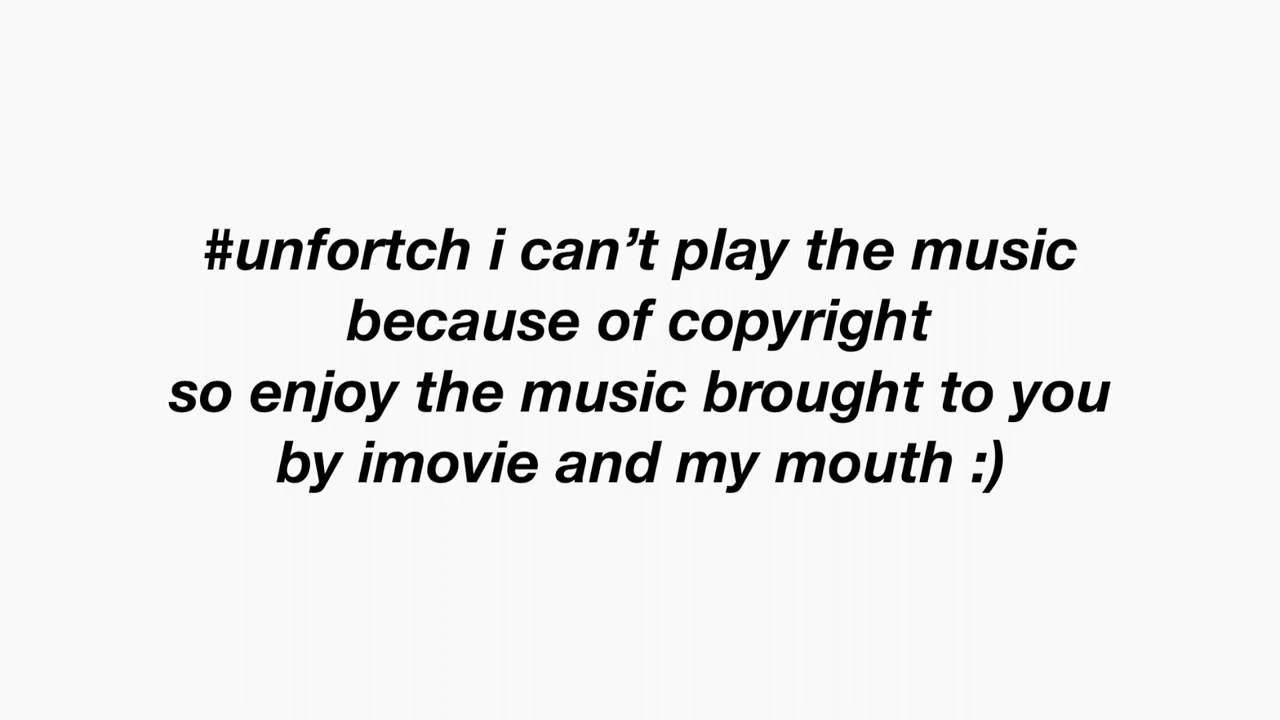 #unfortch i can’t play the music
because of copyright
so enjoy the music brought to you
by imovie and my mouth :)